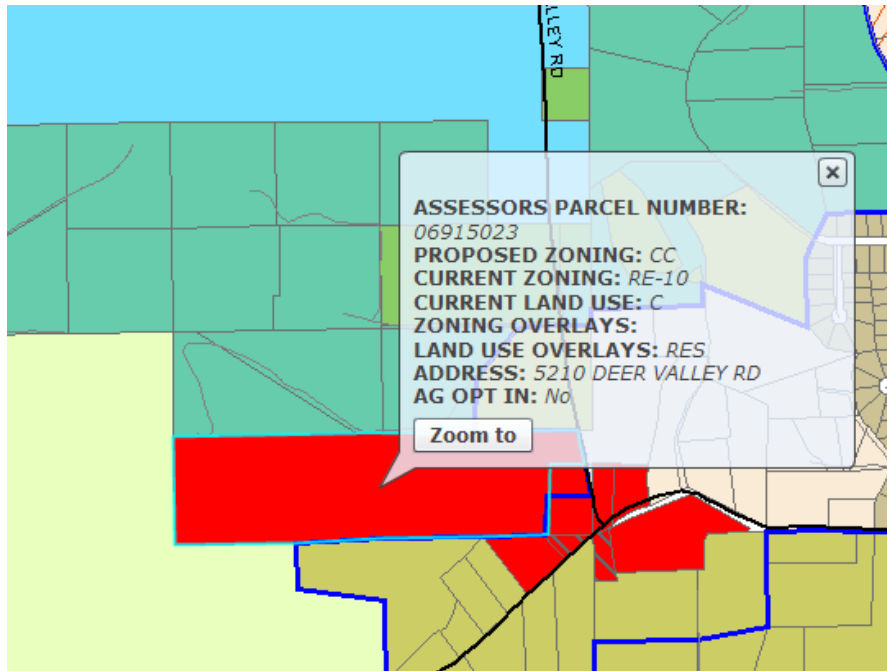 LLEY RD
ASSESSORS PARCEL NUMBER:
06915023
PROPOSED ZONING: CC
CURRENT ZONING: RE-10
CURRENT LAND USE: C
ZONING OVERLAYS:
LAND USE OVERLAYS: RES
ADDRESS: 5210 DEER VALLEY RD
AG OPT IN: No
Zoom to